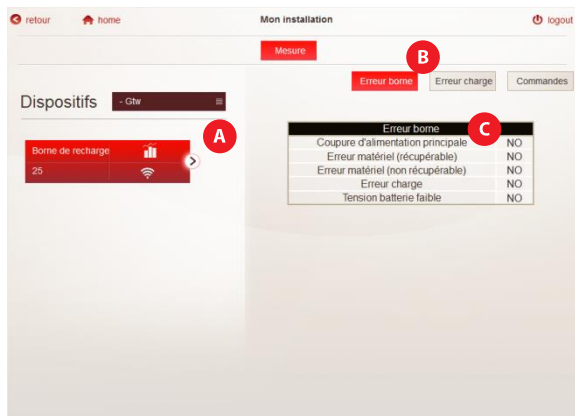 retour home Mon installation logout
Mesure
B
Erreur borne Erreur charge Commandes
Dispositifs - Gtw
A
Borne de recharge
25
C
Erreur borne
Coupure d'alimentation principale NO
Erreur matériel (récupérable) NO
Erreur matériel (non récupérable) NO
Erreur charge NO
Tension batterie faible NO